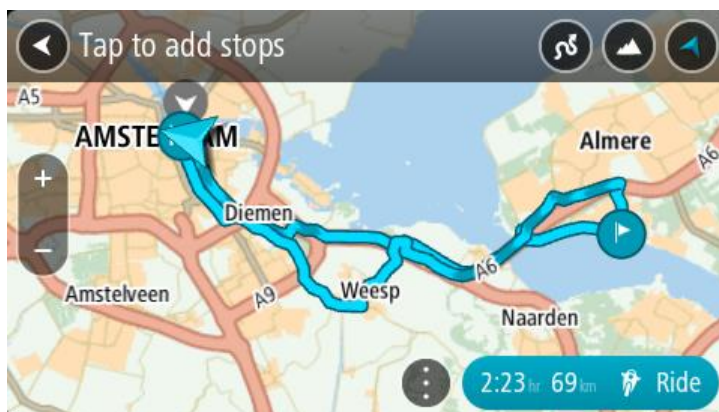 Tap to add stops
A5
AMSTE M
Almere
A6
+
Diemen
−
A6
Amstelveen
A9
Weesp
Naarden
2:23 hr 69 km Ride